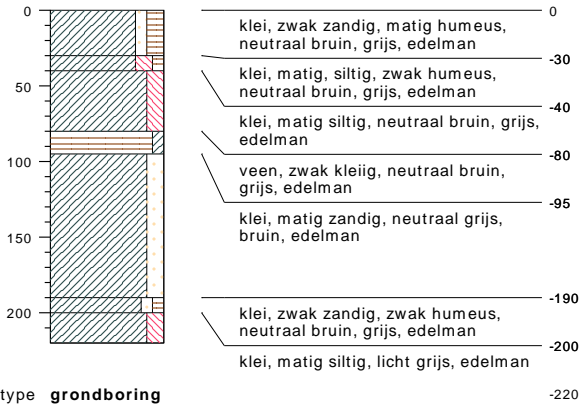 0
50
100
150
200
0
klei, zwak zandig, matig humeus,
neutraal bruin, grijs, edelman
-30
klei, matig, siltig, zwak humeus,
neutraal bruin, grijs, edelman
-40
klei, matig siltig, neutraal bruin, grijs,
edelman
-80
veen, zwak kleiig, neutraal bruin,
grijs, edelman
-95
klei, matig zandig, neutraal grijs,
bruin, edelman
-190
klei, zwak zandig, zwak humeus,
neutraal bruin, grijs, edelman
-200
klei, matig siltig, licht grijs, edelman
type grondboring
-220